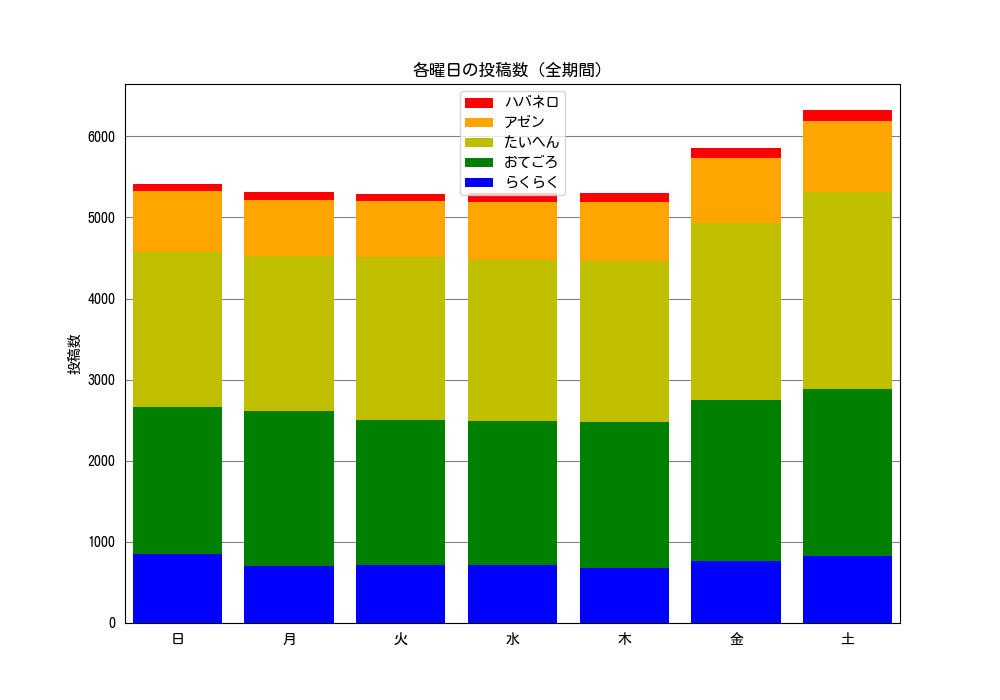 各曜日の投稿数（全期間）
ハバネロ
アゼン
たいへん
おてごろ
らくらく
投稿数
6000
5000
4000
3000
2000
1000
0
日 月 火 水 木 金 土